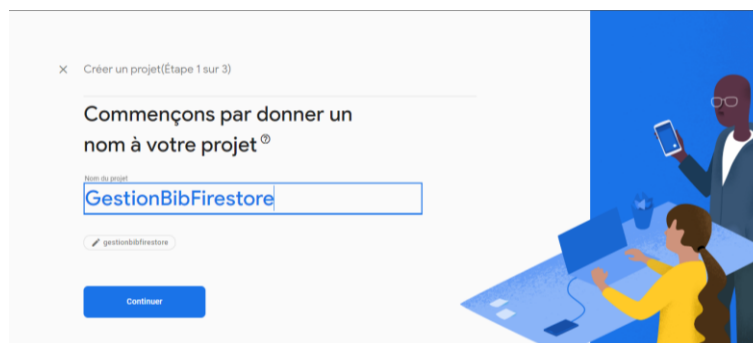 Créer un projet(Étape 1 sur 3)
Commençons par donner un
nom à votre projet
Nom du projet
GestionBibFirestore
gestionbibfirestore
Continuer